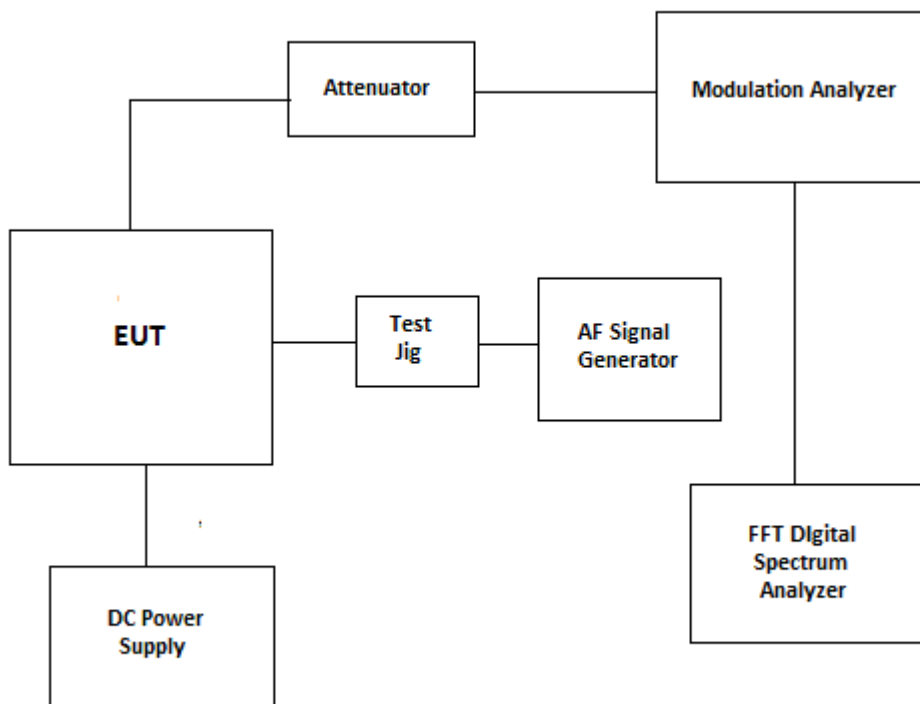 Attenuator
Modulation Analyzer
EUT
Test
Jig
AF Signal
Generator
FFT DIgital
Spectrum
Analyzer
DC Power
Supply